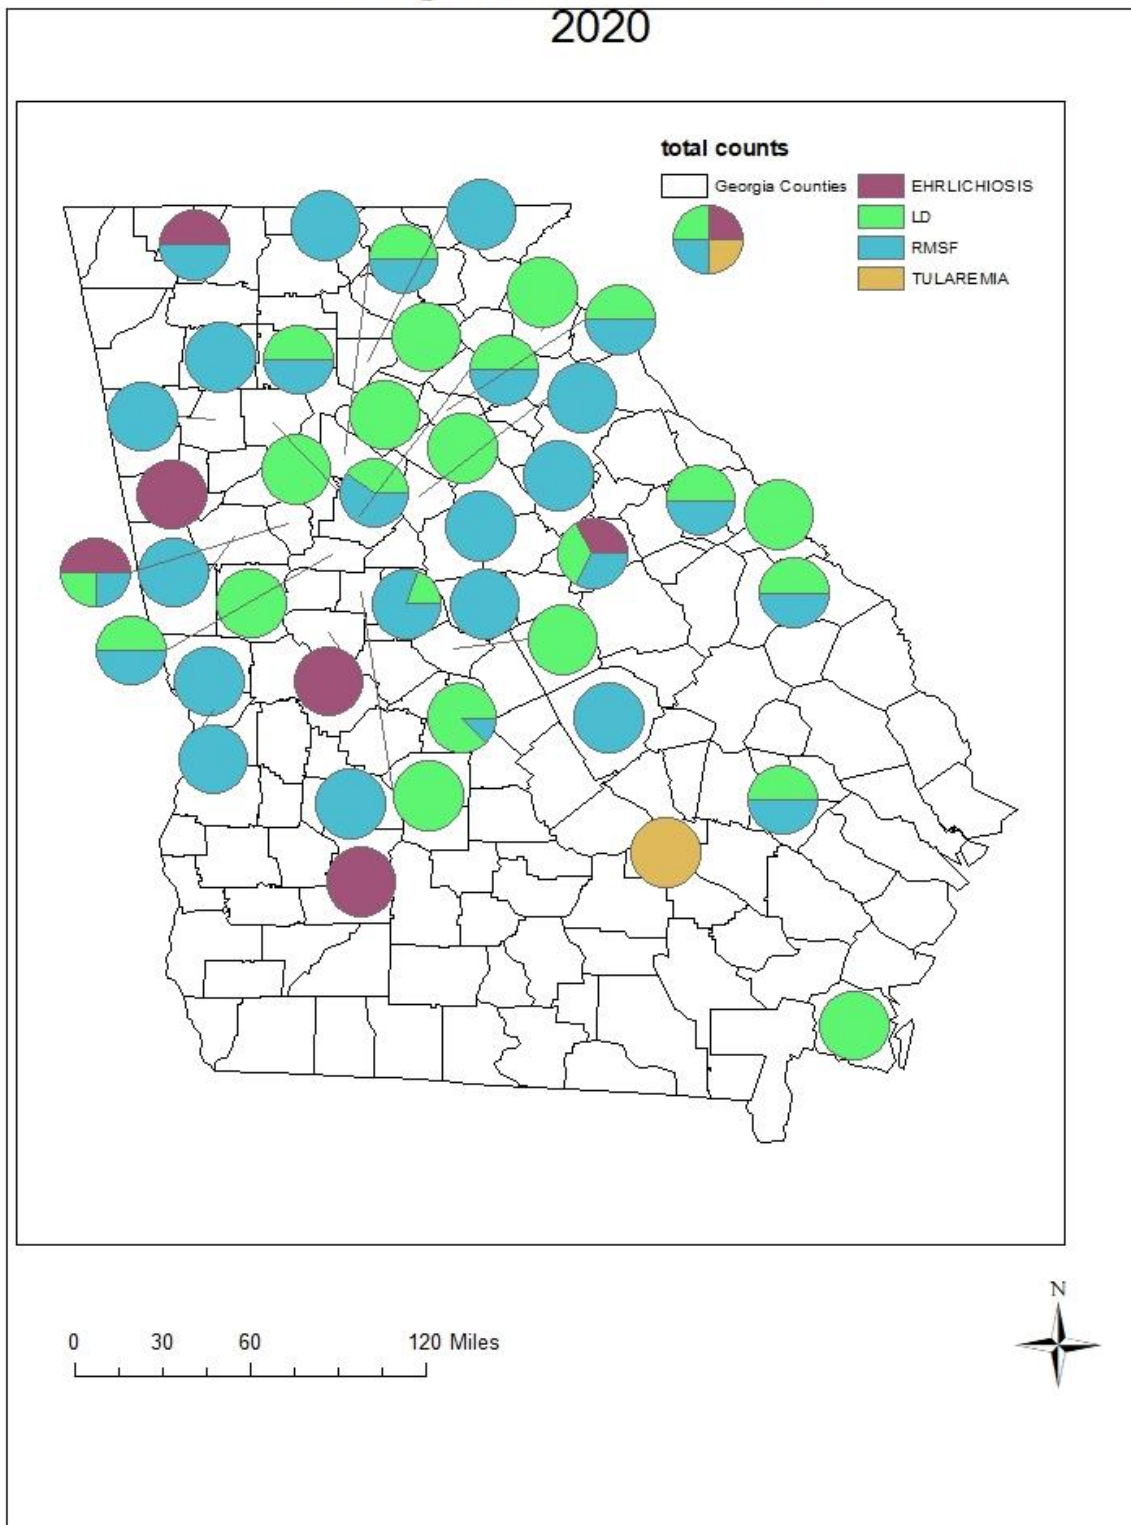 2020
total counts
Georgia Counties
EHRLICHIOSIS
LD
RMSF
TULAREMIA
0 30 60 120 Miles
N